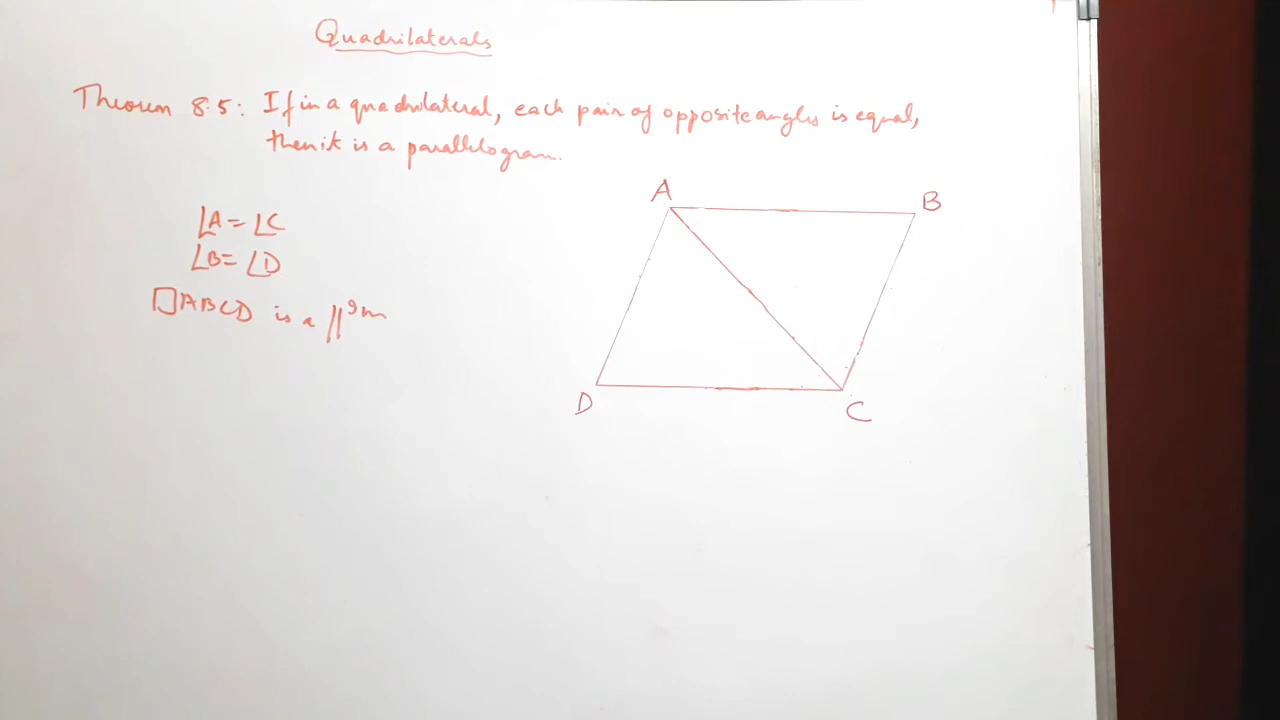 Quadrilaterals
Theorem 8.5: If in a quadrilateral, each pair of opposite angles is equal,
then it is a parallelogram.
A
B
∠A = ∠C
∠B = ∠D
□ABCD is a ||gm
D
C